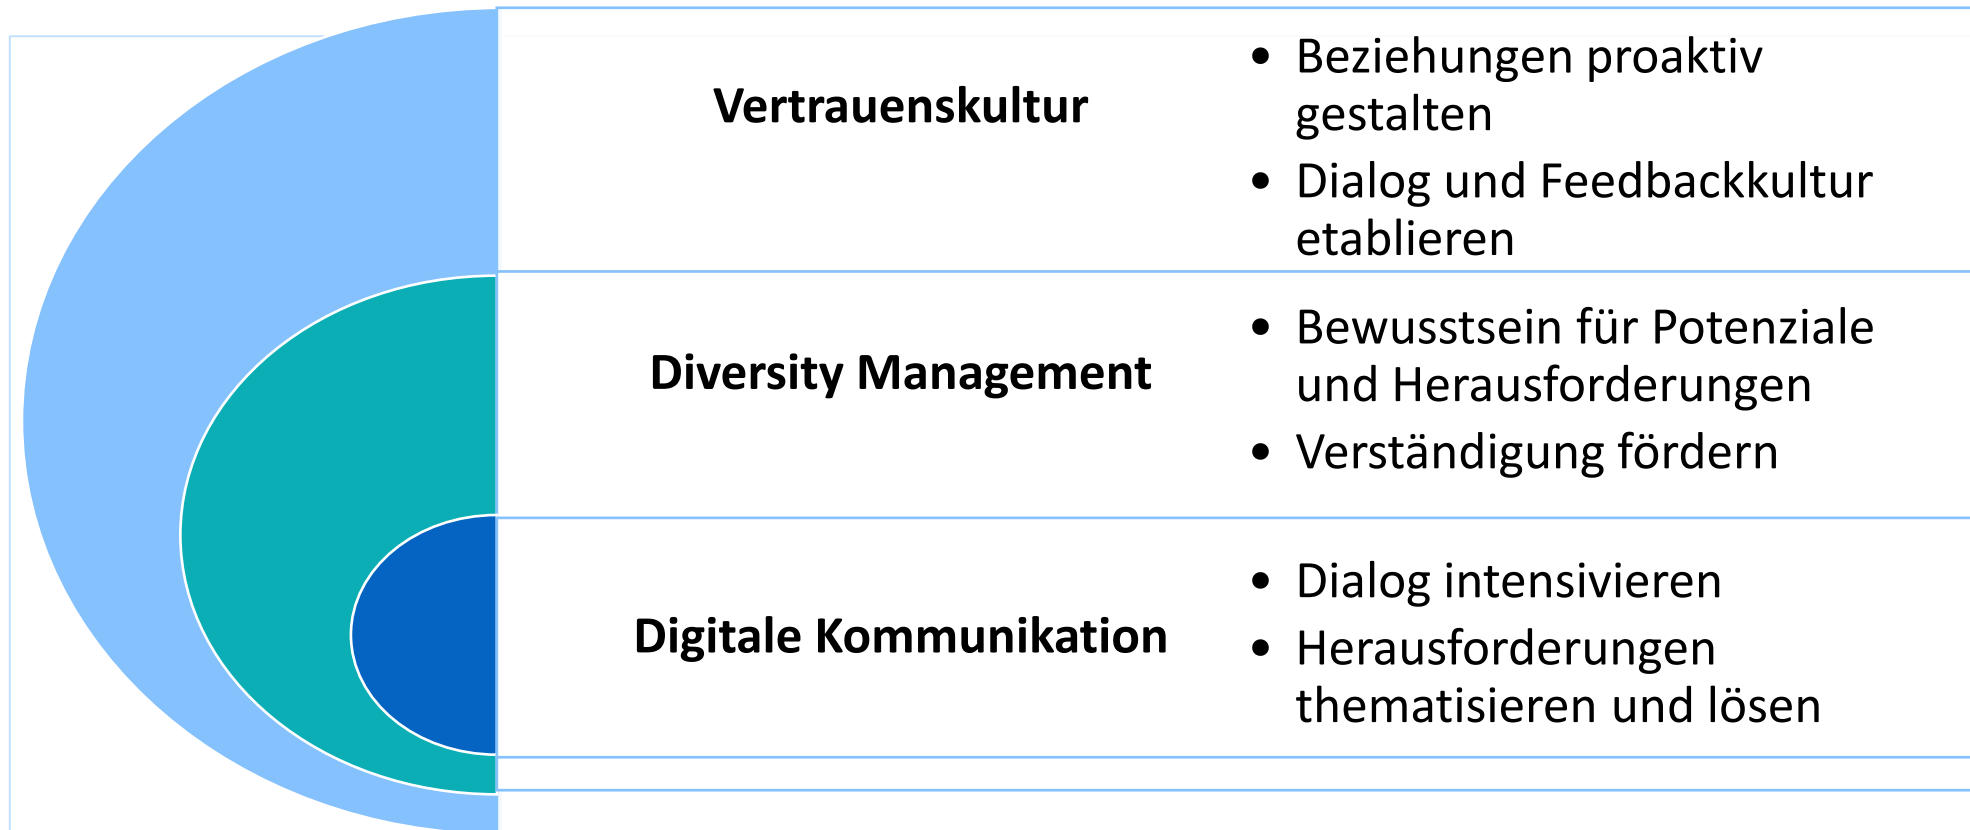 Vertrauenskultur
• Beziehungen proaktiv
gestalten
• Dialog und Feedbackkultur
etablieren
Diversity Management
• Bewusstsein für Potenziale
und Herausforderungen
• Verständigung fördern
Digitale Kommunikation
• Dialog intensivieren
• Herausforderungen
thematisieren und lösen